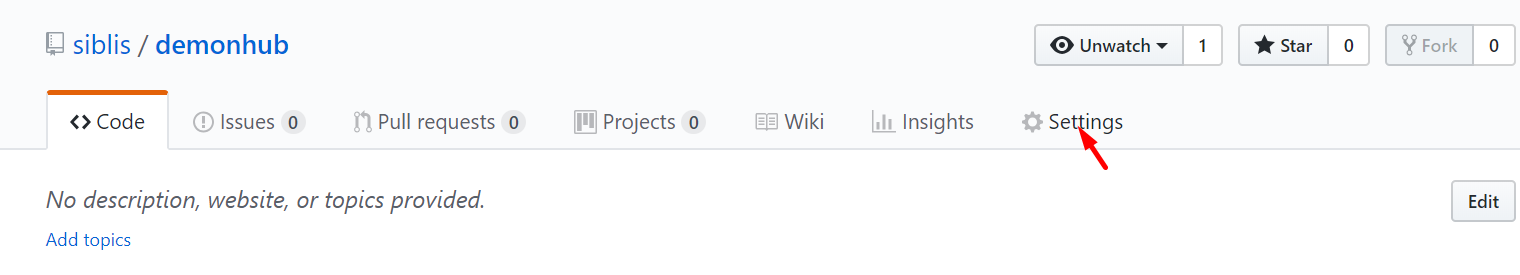 siblis / demonhub
Unwatch 1 Star 0 Fork 0
Code Issues 0 Pull requests 0 Projects 0 Wiki Insights Settings
No description, website, or topics provided.
Edit
Add topics